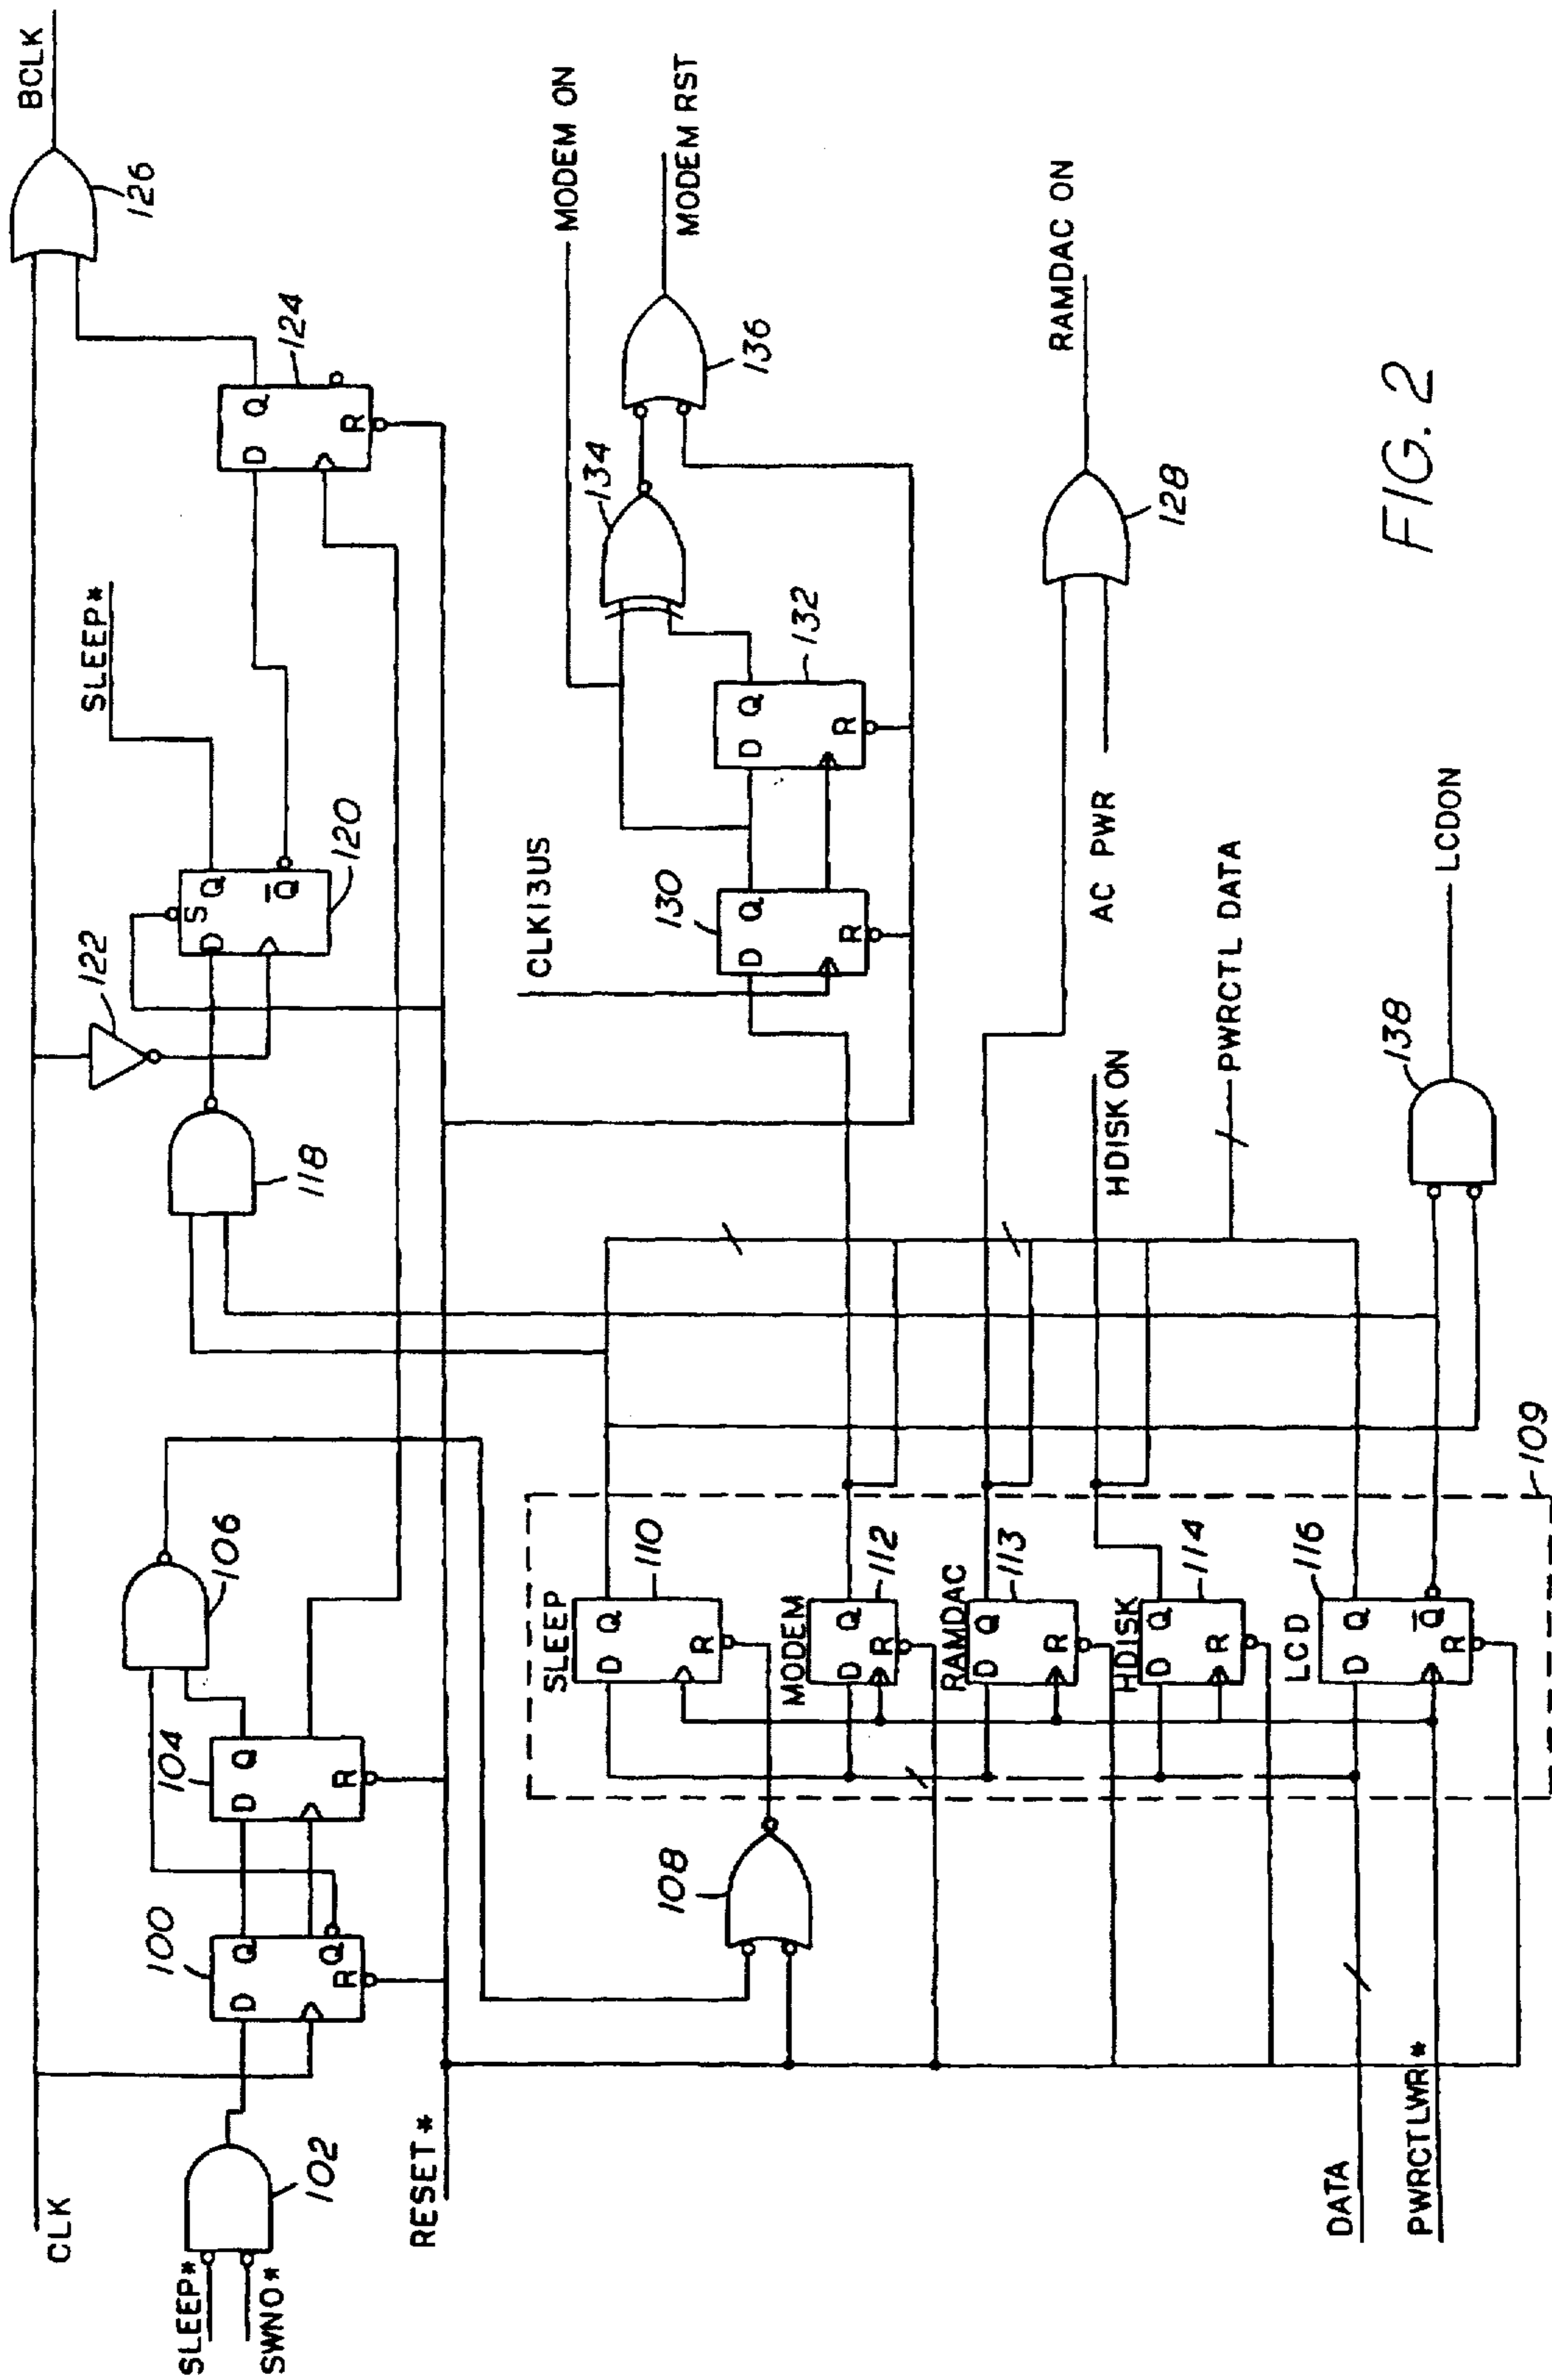 CLK
BCLK
126
SLEEP*
SWNO*
102
100
D Q
Q
R
104
D Q
R
106
118
122
SLEEP*
120
D
S
Q
Q
124
D Q
R
RESET*
108
SLEEP
D Q
R
110
MODEM
D Q
R
112
RAMDAC
D Q
R
113
HDISK
D Q
R
114
LCD
D Q
Q
R
116
109
DATA
PWRCTLWR*
CLK13US
130
D Q
R
132
D Q
R
134
136
MODEM ON
MODEM RST
RAMDAC ON
128
AC PWR
HDISK ON
PWRCTL DATA
138
LCDON
FIG. 2